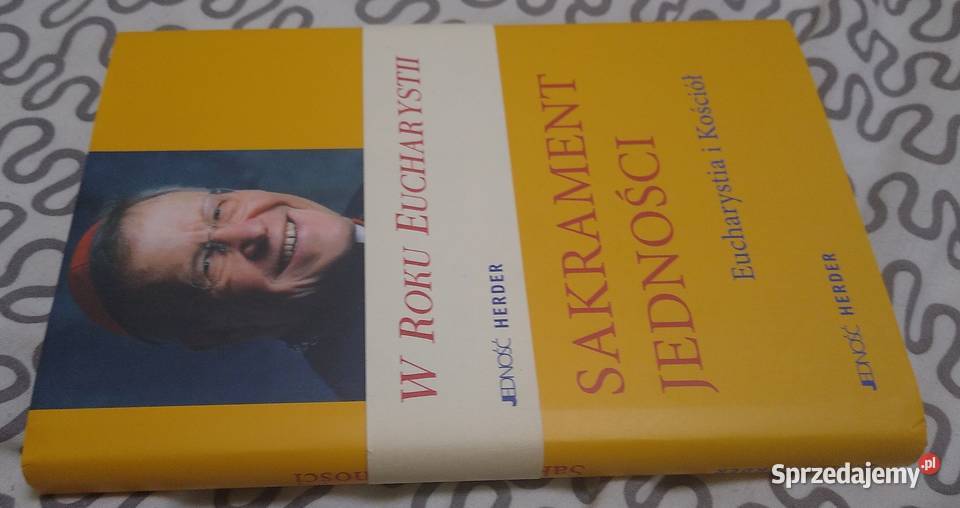 W ROKU EUCHARYSTII
JEDNOŚĆ HERDER
SAKRAMENT
JEDNOŚCI
Eucharystia i Kościół
JEDNOŚĆ HERDER
Sprzedajemy.pl